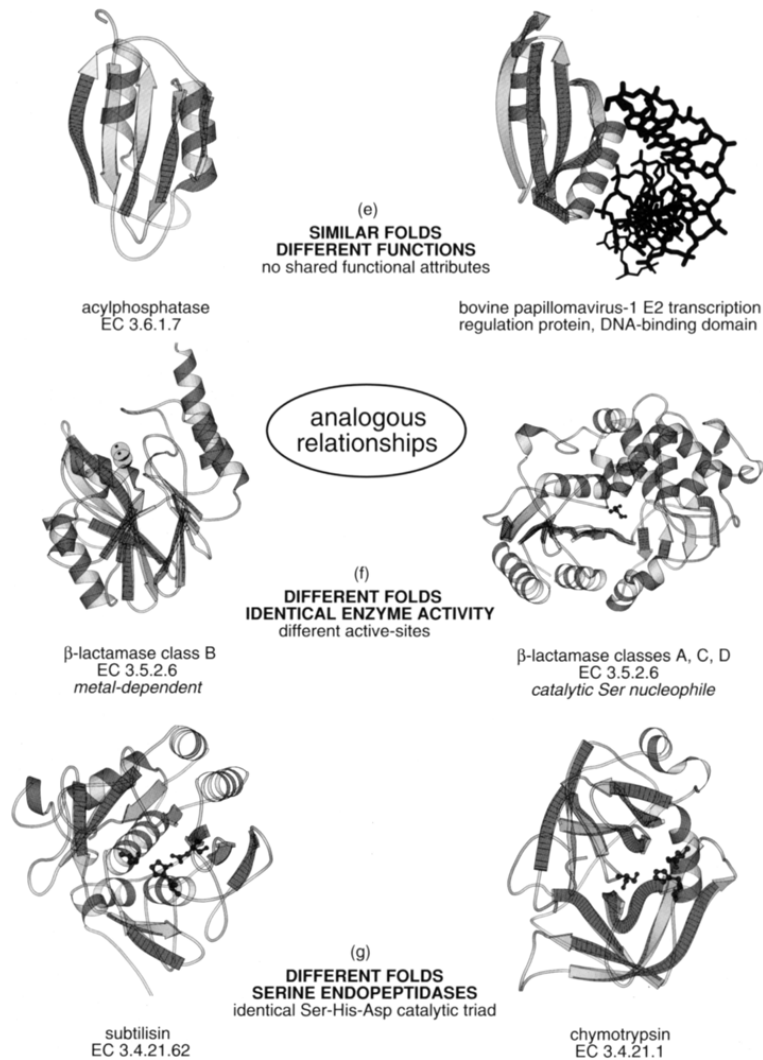 (e)
SIMILAR FOLDS
DIFFERENT FUNCTIONS
no shared functional attributes
acylphosphatase
EC 3.6.1.7
bovine papillomavirus-1 E2 transcription
regulation protein, DNA-binding domain
analogous
relationships
(f)
DIFFERENT FOLDS
IDENTICAL ENZYME ACTIVITY
different active-sites
β-lactamase class B
EC 3.5.2.6
metal-dependent
β-lactamase classes A, C, D
EC 3.5.2.6
catalytic Ser nucleophile
(g)
DIFFERENT FOLDS
SERINE ENDOPEPTIDASES
identical Ser-His-Asp catalytic triad
subtilisin
EC 3.4.21.62
chymotrypsin
EC 3.4.21.1